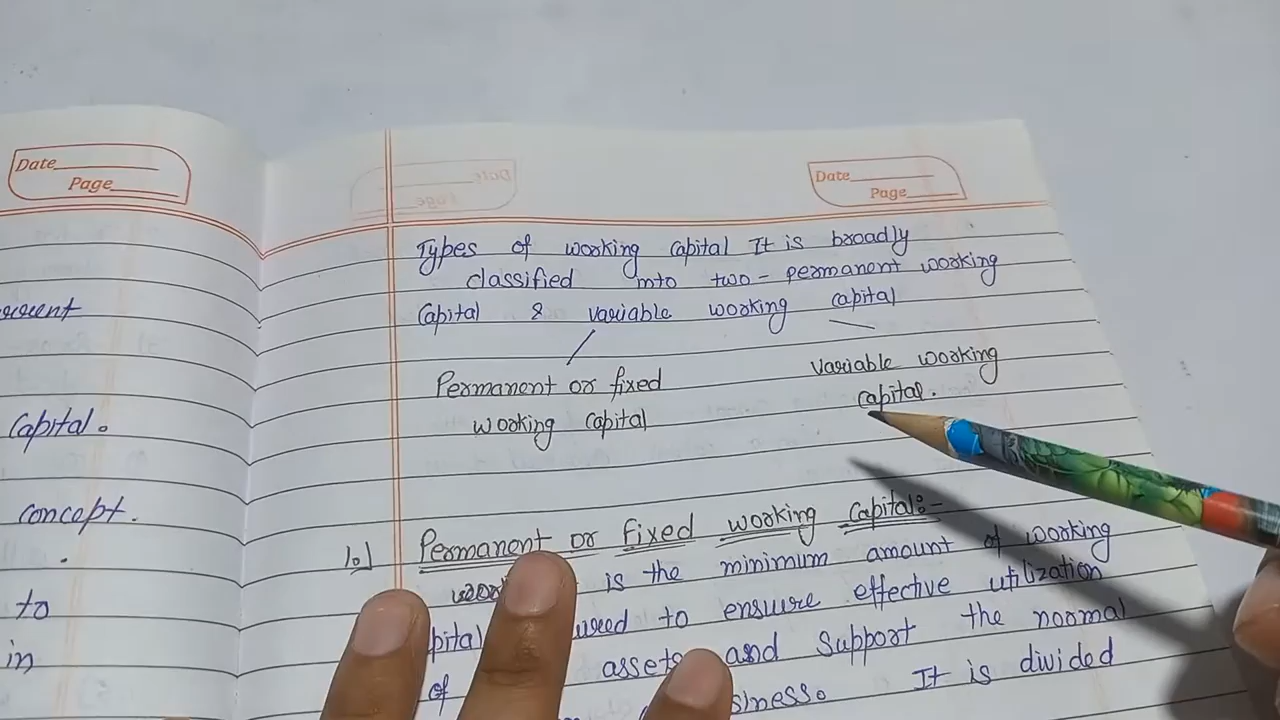 Date
Page
Date
Page
Capital.
concept.
to
in
Types of working Capital It is broadly
classified into two - permanent working
Capital & variable working capital
Permanent or fixed
working Capital
variable working
capital.
1.) Permanent or fixed working capital:-
is the minimum amount of working
to ensure effective utilization
of assets and Support the normal
It is divided